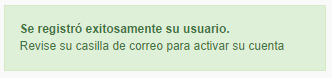 Se registró exitosamente su usuario.
Revise su casilla de correo para activar su cuenta